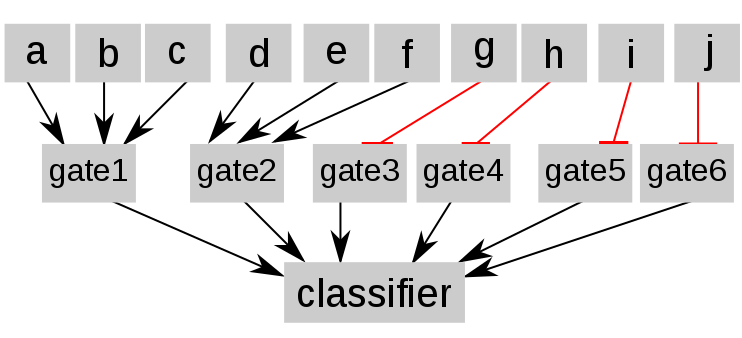 a b c d e f g h i j
gate1 gate2 gate3 gate4 gate5 gate6
classifier